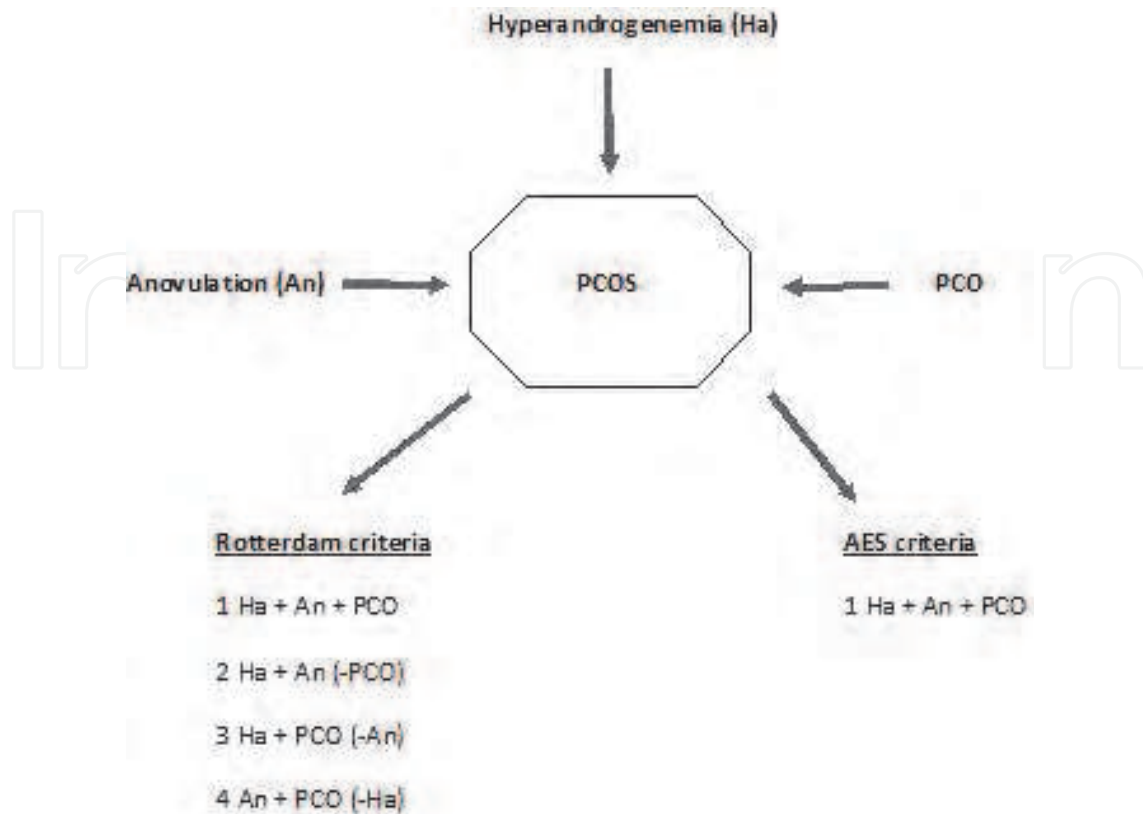 Hyperandrogenemia (Ha)
Anovulation (An)
PCOS
PCO
Rotterdam criteria
1 Ha + An + PCO
2 Ha + An (-PCO)
3 Ha + PCO (-An)
4 An + PCO (-Ha)
AES criteria
1 Ha + An + PCO